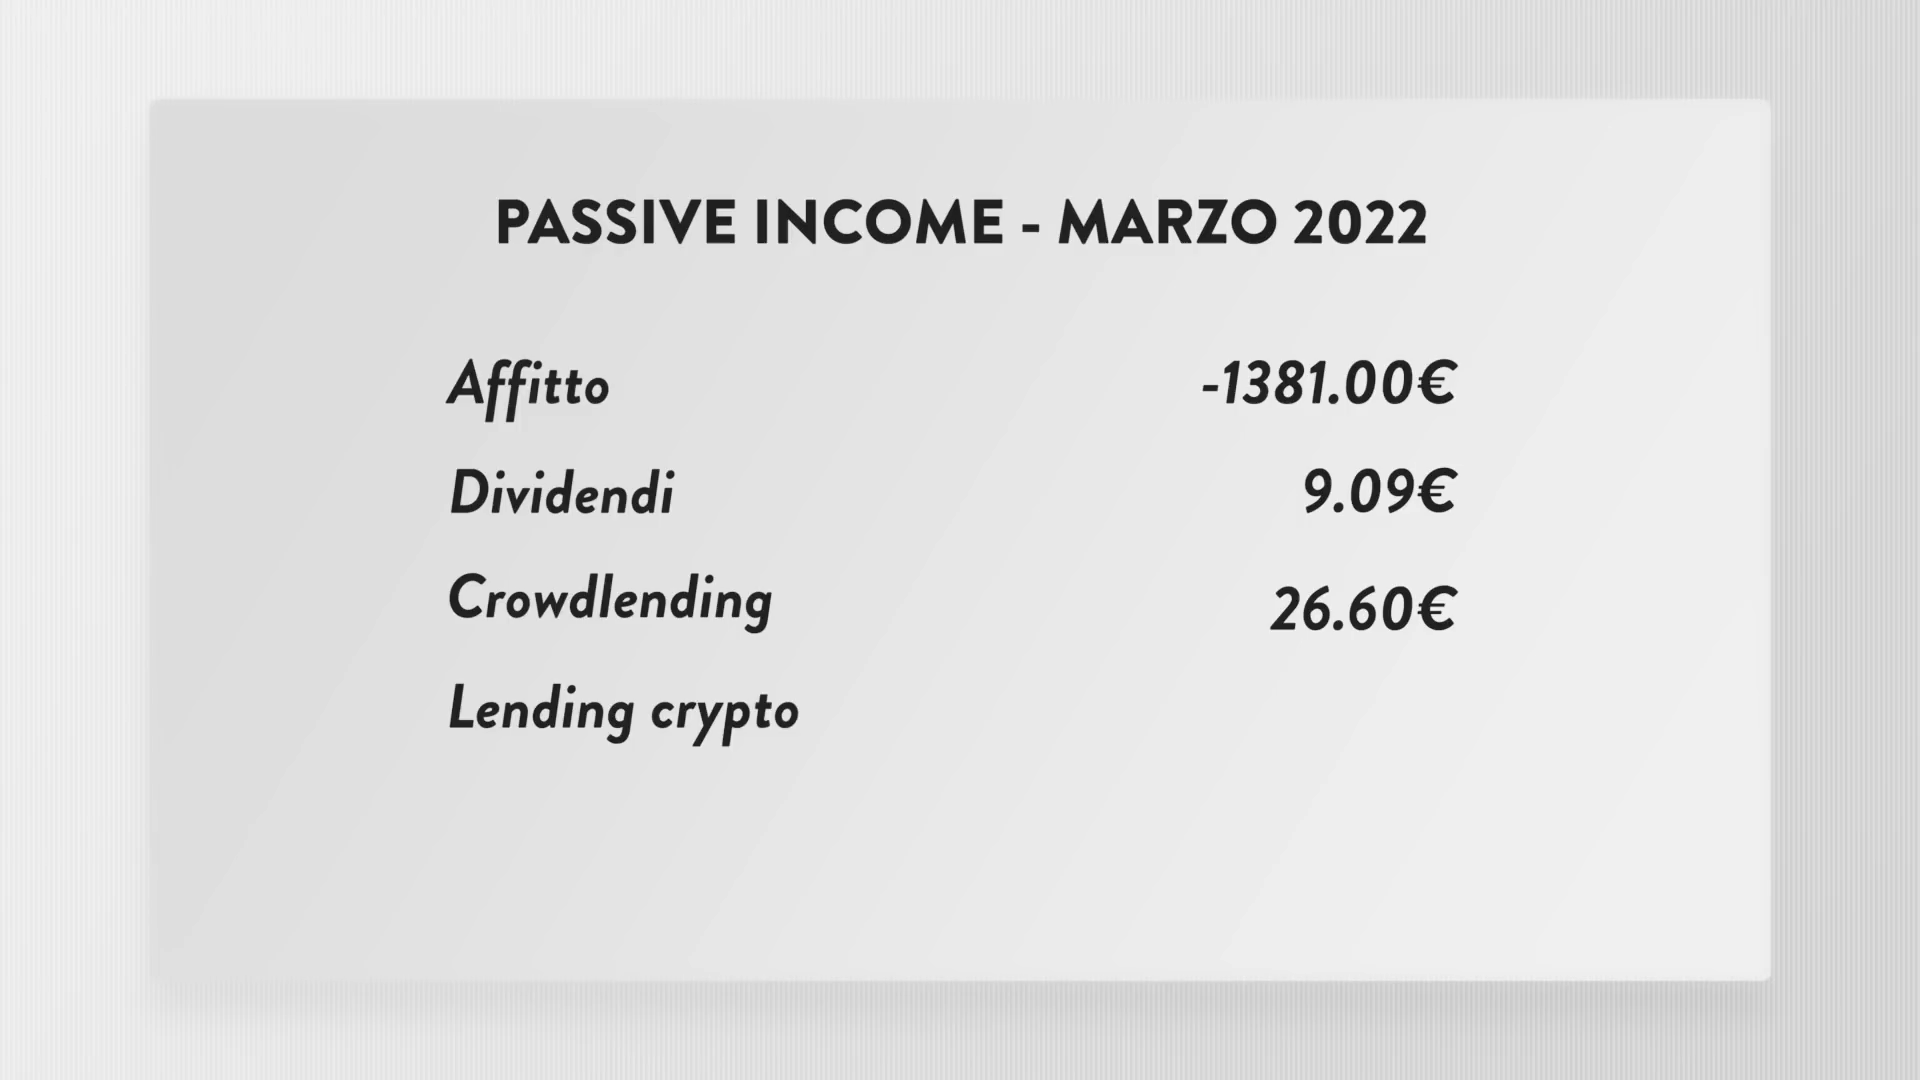 PASSIVE INCOME - MARZO 2022
Affitto -1381.00€
Dividendi 9.09€
Crowdlending 26.60€
Lending crypto